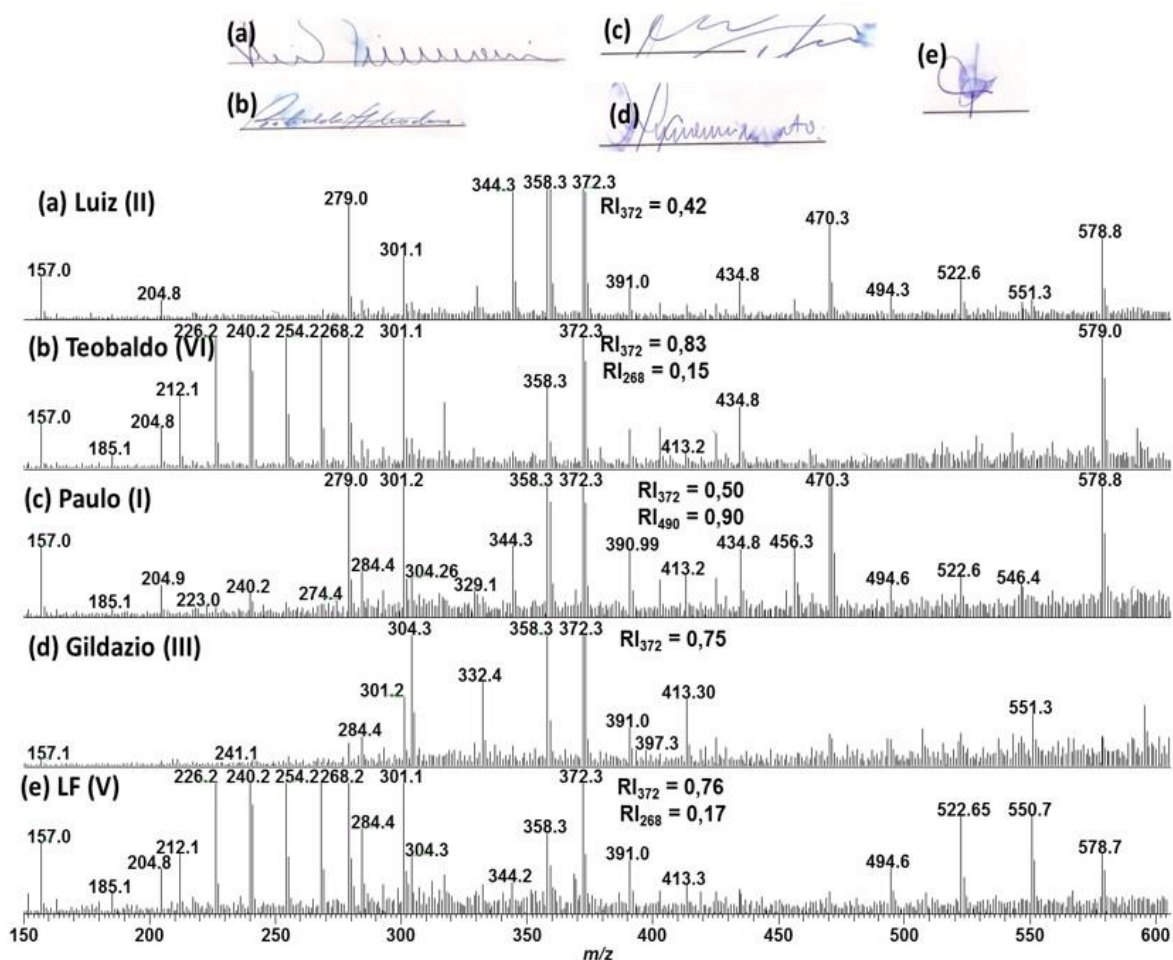 (a) (c) (e)
(b) (d)
(a) Luiz (II) 344.3 358.3 372.3
279.0 RI372 = 0,42 470.3 578.8
157.0 204.8 301.1 391.0 434.8 494.3 522.6 551.3
226.2 240.2 254.2 268.2 301.1 372.3 579.0
(b) Teobaldo (VI) RI372 = 0,83
RI268 = 0,15
157.0 185.1 204.8 212.1 358.3 413.2 434.8
279.0 301.2 358.3 372.3 470.3 578.8
(c) Paulo (I) RI372 = 0,50
RI490 = 0,90
157.0 344.3 390.99 434.8 456.3
185.1 204.9 223.0 240.2 274.4 284.4 304.26 329.1 413.2 494.6 522.6 546.4
304.3 358.3 372.3
(d) Gildazio (III) RI372 = 0,75
301.2 332.4 413.30
157.1 241.1 284.4 391.0 397.3 551.3
226.2 240.2 254.2 268.2 301.1 372.3
(e) LF (V) RI372 = 0,76
RI268 = 0,17 522.65 550.7
157.0 284.4 358.3
185.1 204.8 212.1 304.3 344.2 391.0 413.3 494.6 578.7
150 200 250 300 350 400 450 500 550 600
m/z